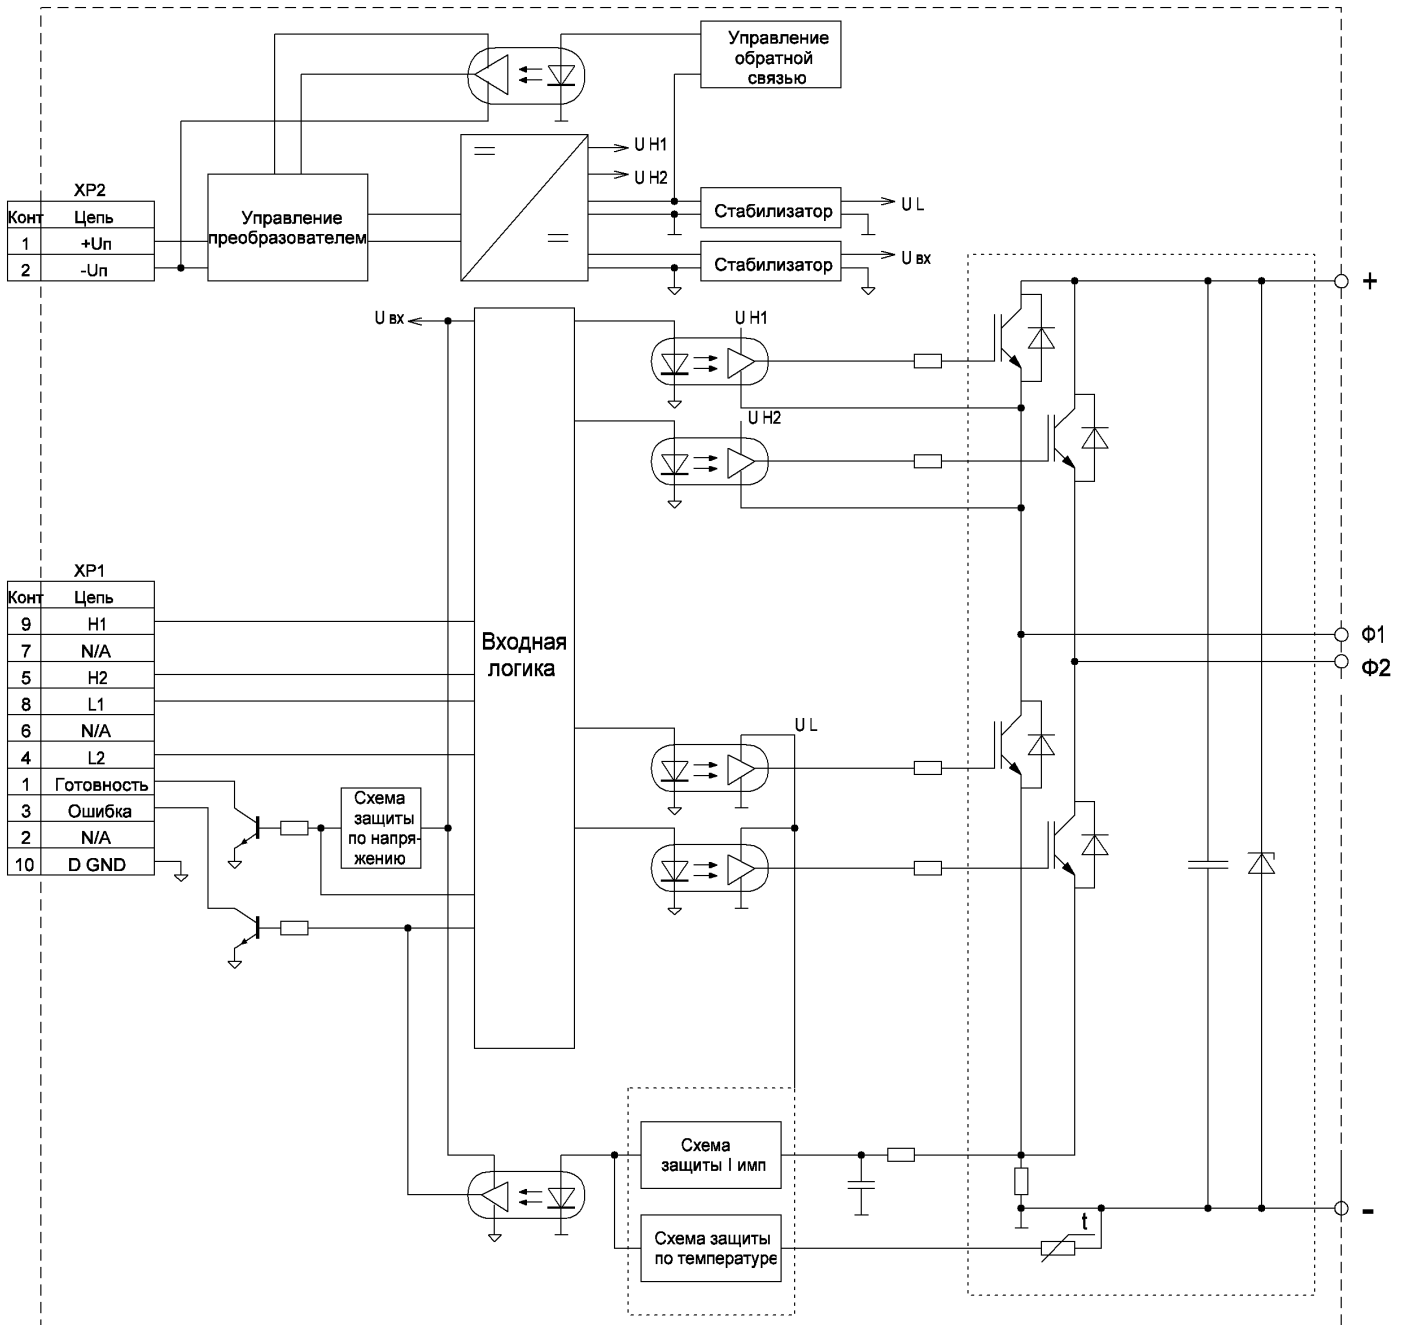 Управление
обратной
связью
U H1
U H2
XP2
Конт Цепь
1 +Uп
2 -Uп
Управление
преобразователем
Стабилизатор
U L
Стабилизатор
U вх
+
U вх
U H1
U H2
XP1
Конт Цепь
9 H1
7 N/A
5 H2
8 L1
6 N/A
4 L2
1 Готовность
3 Ошибка
2 N/A
10 D GND
Входная
логика
Ф1
Ф2
U L
Схема
защиты
по напря-
жению
Схема
защиты I имп
Схема защиты
по температуре
t
-